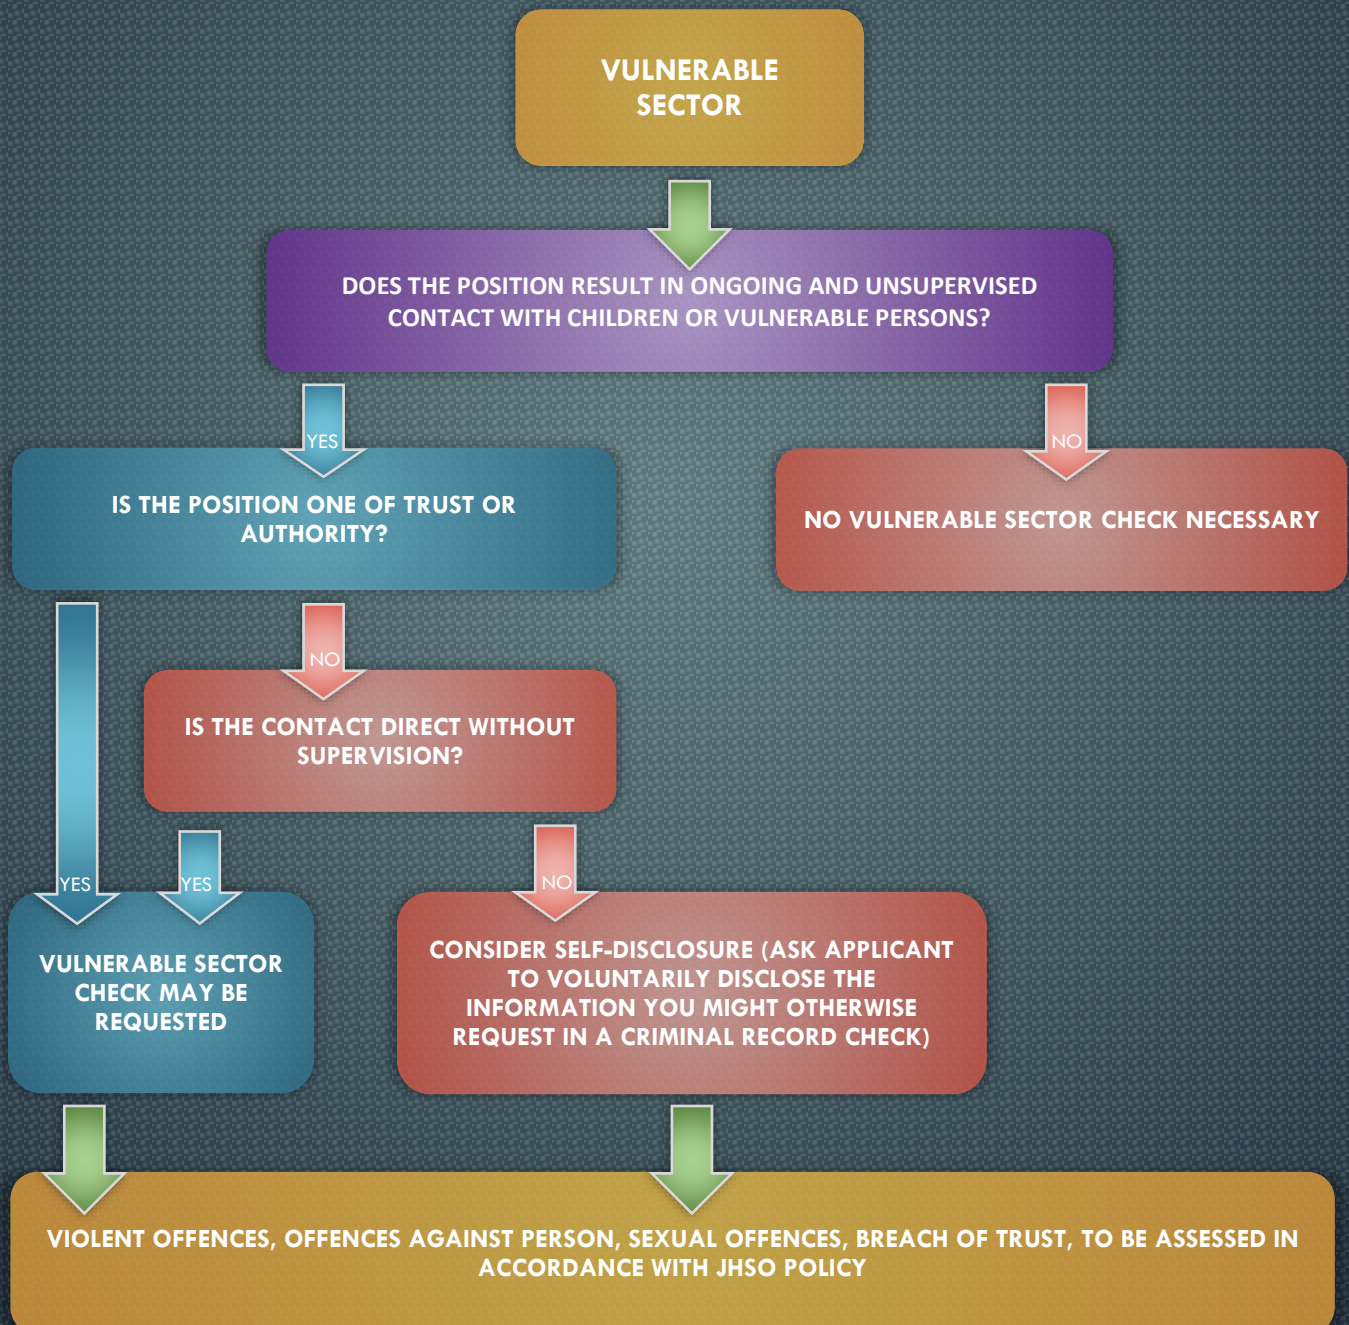 VULNERABLE
SECTOR
DOES THE POSITION RESULT IN ONGOING AND UNSUPERVISED
CONTACT WITH CHILDREN OR VULNERABLE PERSONS?
YES
NO
IS THE POSITION ONE OF TRUST OR
AUTHORITY?
NO VULNERABLE SECTOR CHECK NECESSARY
NO
IS THE CONTACT DIRECT WITHOUT
SUPERVISION?
YES
YES
NO
VULNERABLE SECTOR
CHECK MAY BE
REQUESTED
CONSIDER SELF-DISCLOSURE (ASK APPLICANT
TO VOLUNTARILY DISCLOSE THE
INFORMATION YOU MIGHT OTHERWISE
REQUEST IN A CRIMINAL RECORD CHECK)
VIOLENT OFFENCES, OFFENCES AGAINST PERSON, SEXUAL OFFENCES, BREACH OF TRUST, TO BE ASSESSED IN
ACCORDANCE WITH JHSO POLICY